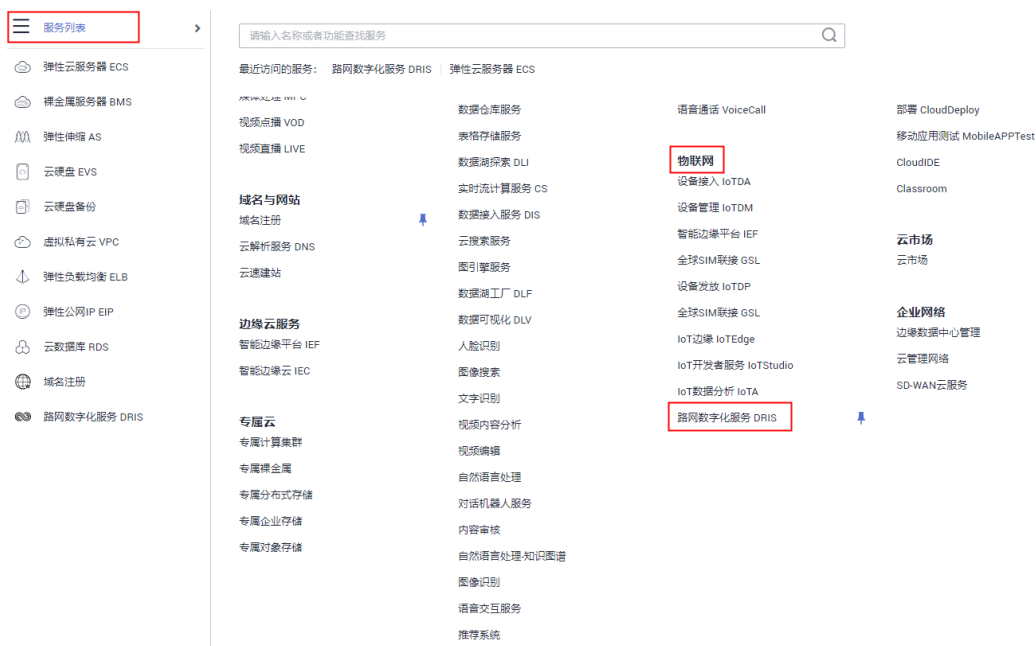 服务列表
弹性云服务器 ECS
裸金属服务器 BMS
弹性伸缩 AS
云硬盘 EVS
云硬盘备份
虚拟私有云 VPC
弹性负载均衡 ELB
弹性公网IP EIP
云数据库 RDS
域名注册
路网数字化服务 DRIS
请输入名称或者功能查找服务
最近访问的服务： 路网数字化服务 DRIS 弹性云服务器 ECS
媒体处理 MPC
视频点播 VOD
视频直播 LIVE
域名与网站
域名注册
云解析服务 DNS
云速建站
边缘云服务
智能边缘平台 IEF
智能边缘云 IEC
专属云
专属计算集群
专属裸金属
专属分布式存储
专属企业存储
专属对象存储
数据仓库服务
表格存储服务
数据湖探索 DLI
实时流计算服务 CS
数据接入服务 DIS
云搜索服务
图引擎服务
数据湖工厂 DLF
数据可视化 DLV
人脸识别
图像搜索
文字识别
视频内容分析
视频编辑
自然语言处理
对话机器人服务
内容审核
自然语言处理-知识图谱
图像识别
语音交互服务
推荐系统
语音通话 VoiceCall
物联网
设备接入 IoTDA
设备管理 IoTDM
智能边缘平台 IEF
全球SIM联接 GSL
设备发放 IoTDP
全球SIM联接 GSL
IoT边缘 IoTEdge
IoT开发者服务 IoTStudio
IoT数据分析 IoTA
路网数字化服务 DRIS
部署 CloudDeploy
移动应用测试 MobileAPPTest
CloudIDE
Classroom
云市场
云市场
企业网络
边缘数据中心管理
云管理网络
SD-WAN云服务